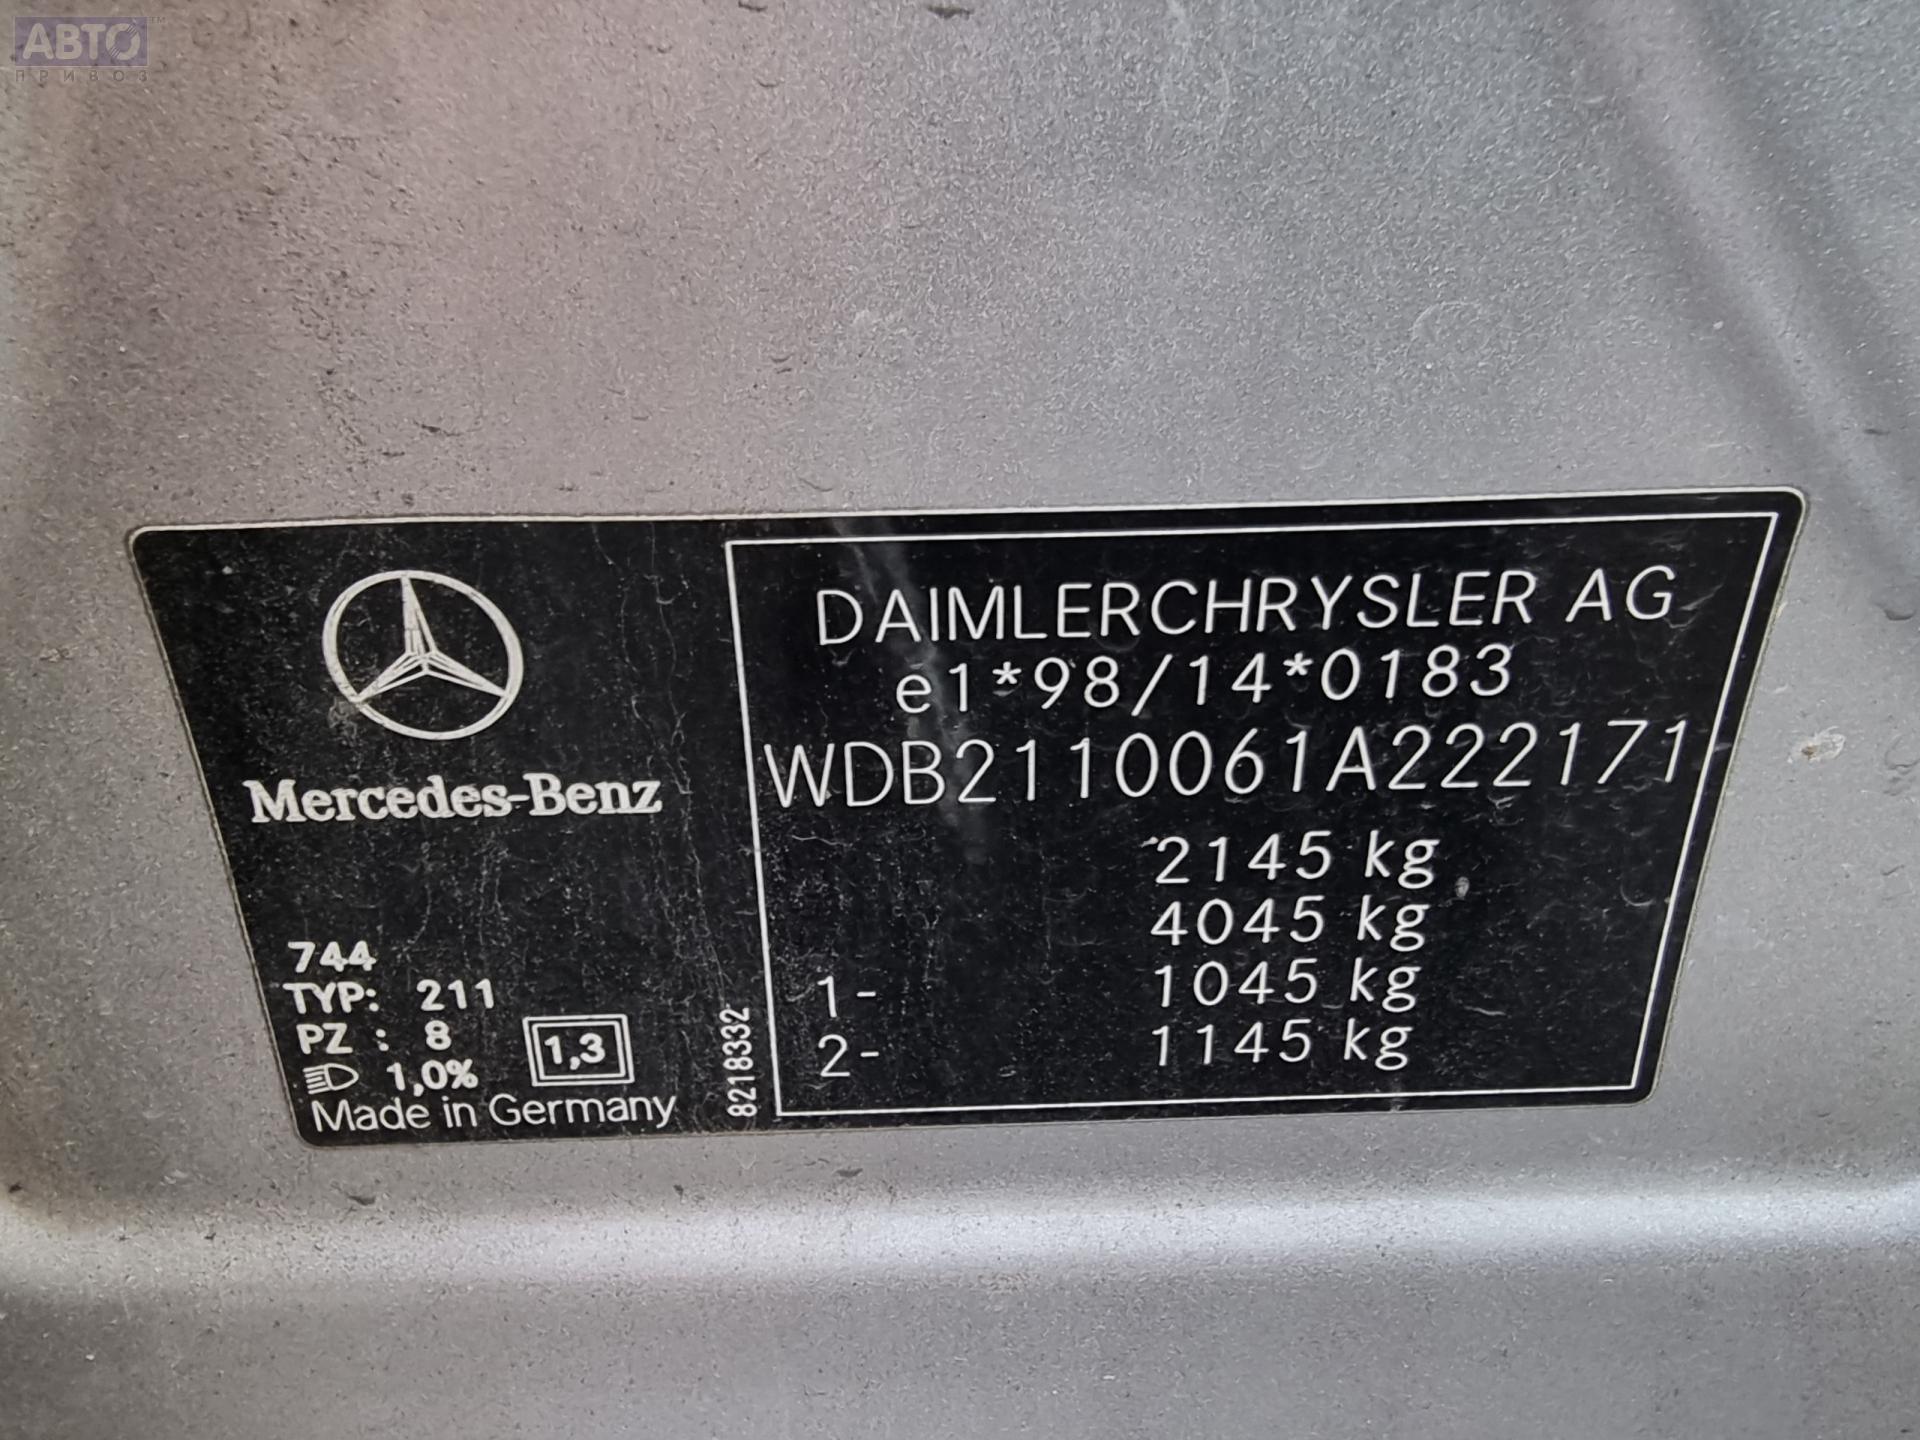 АВТО™
ПРИВОЗ
DAIMLERCHRYSLER AG
e1*98/14*0183
WDB2110061A222171
2145 kg
4045 kg
1- 1045 kg
2- 1145 kg
Mercedes-Benz
744
TYP: 211
PZ : 8
1,0%
1,3
Made in Germany
8218332